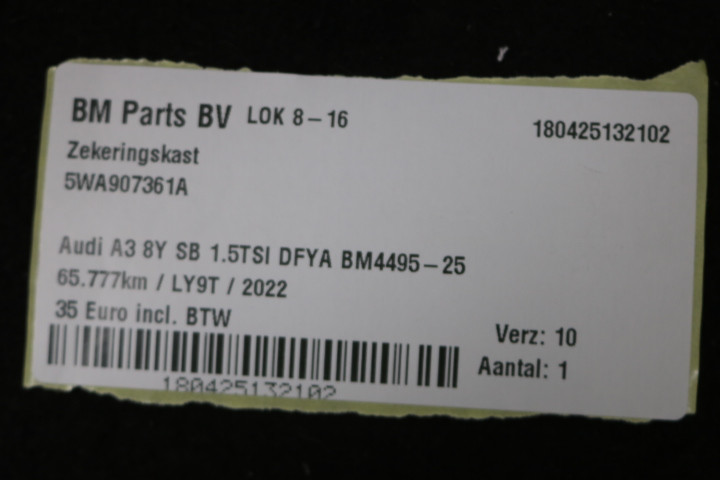 BM Parts BV LOK 8-16
180425132102
Zekeringskast
5WA907361A
Audi A3 8Y SB 1.5TSI DFYA BM4495-25
65.777km / LY9T / 2022
35 Euro incl. BTW
Verz: 10
Aantal: 1
180425132102